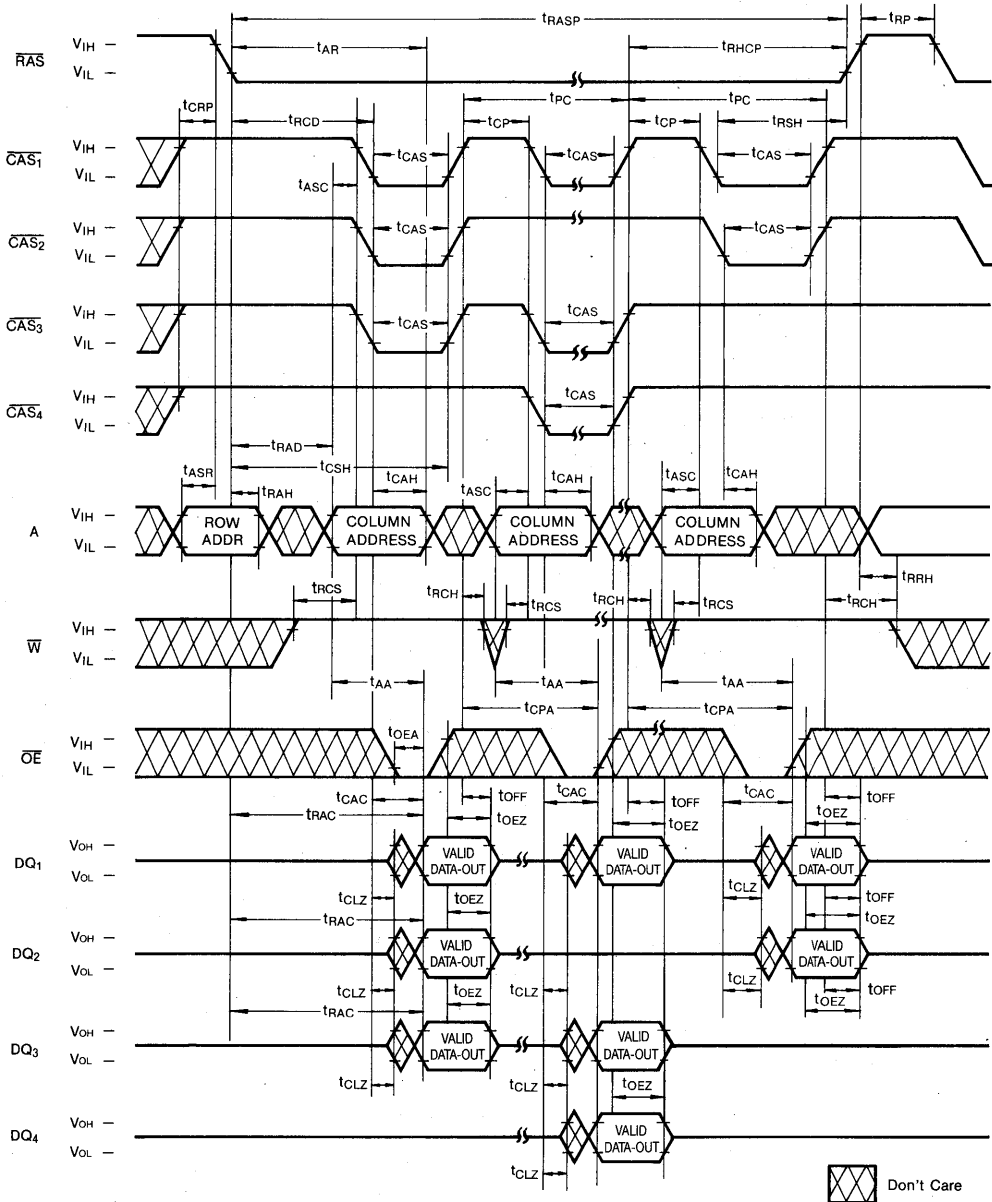 tRASP
tRP
tAR
tRHCP
RAS
VIH
VIL
tCRP
tRCD
tPC
tPC
tCP
tCP
tRSH
CAS1
VIH
VIL
tCAS
tCAS
tCAS
tASC
CAS2
VIH
VIL
tCAS
tCAS
CAS3
VIH
VIL
tCAS
tCAS
CAS4
VIH
VIL
tCAS
tRAD
tCSH
tASR
tRAH
tCAH
tASC
tCAH
tASC
tCAH
A
VIH
VIL
ROW ADDR
COLUMN ADDRESS
COLUMN ADDRESS
COLUMN ADDRESS
tRRH
tRCS
tRCH
tRCS
tRCH
tRCS
tRCH
W
VIH
VIL
tAA
tAA
tAA
tCPA
tCPA
OE
VIH
VIL
tOEA
tCAC
tOFF
tCAC
tOFF
tCAC
tOFF
tRAC
tOEZ
tOEZ
tOEZ
DQ1
VOH
VOL
VALID DATA-OUT
VALID DATA-OUT
VALID DATA-OUT
tCLZ
tOEZ
tCLZ
tOFF
tRAC
tOEZ
DQ2
VOH
VOL
VALID DATA-OUT
VALID DATA-OUT
tCLZ
tOEZ
tCLZ
tCLZ
tOFF
tRAC
tOEZ
DQ3
VOH
VOL
VALID DATA-OUT
VALID DATA-OUT
tCLZ
tCLZ
tOEZ
DQ4
VOH
VOL
VALID DATA-OUT
tCLZ
Don't Care